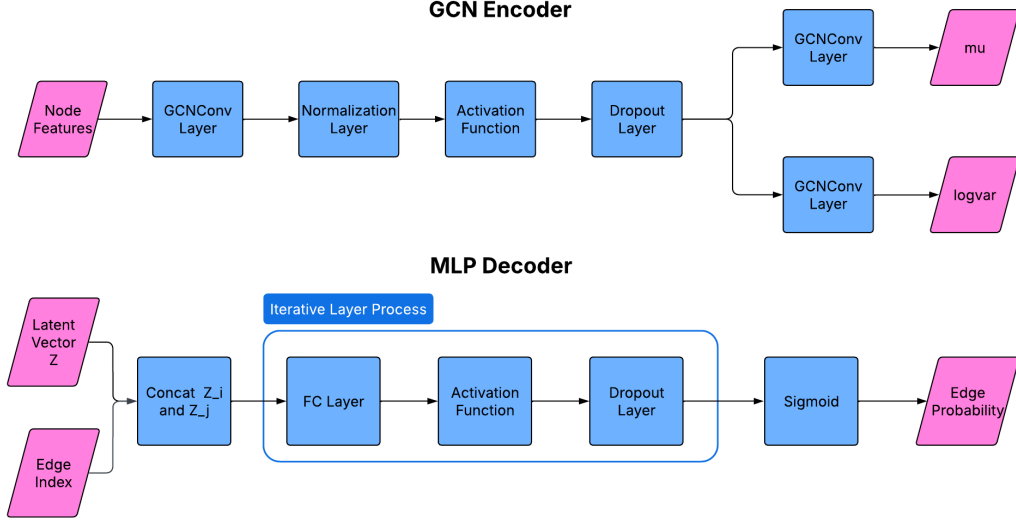 GCN Encoder
Node
Features
GCNConv
Layer
Normalization
Layer
Activation
Function
Dropout
Layer
GCNConv
Layer
mu
GCNConv
Layer
logvar
MLP Decoder
Iterative Layer Process
Latent
Vector
Z
Edge
Index
Concat Z_i
and Z_j
FC Layer
Activation
Function
Dropout
Layer
Sigmoid
Edge
Probability